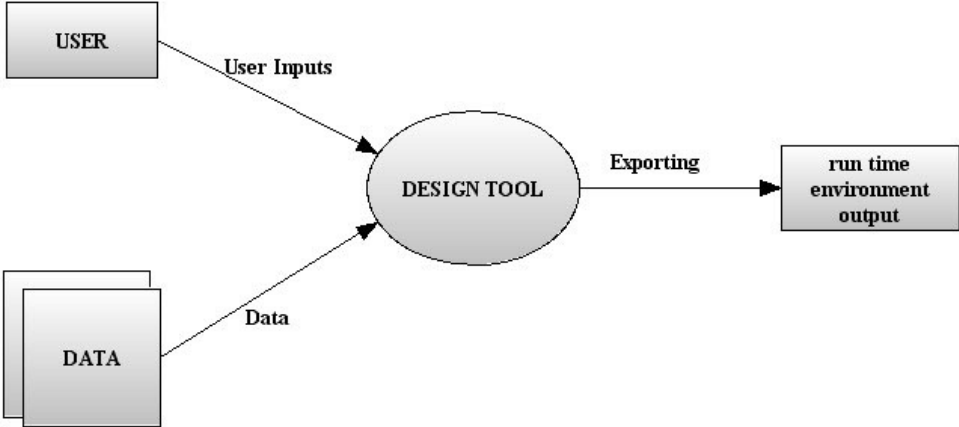 USER
User Inputs
DESIGN TOOL
Exporting
run time
environment
output
Data
DATA